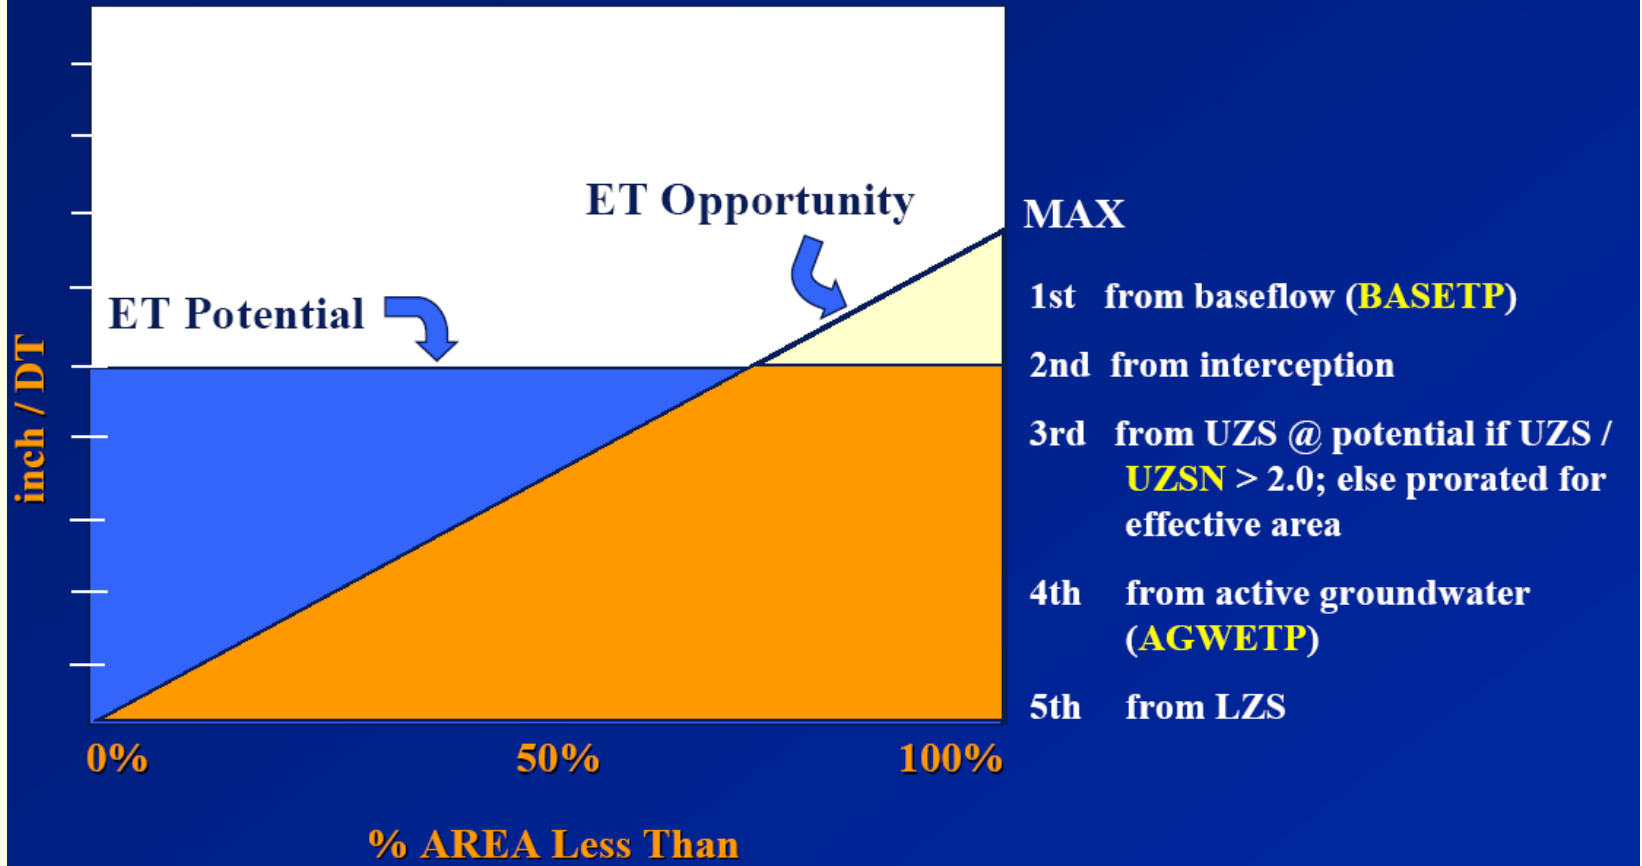 ET Opportunity
ET Potential
inch / DT
0%
50%
100%
% AREA Less Than
MAX
1st from baseflow (BASETP)
2nd from interception
3rd from UZS @ potential if UZS /
UZSN > 2.0; else prorated for
effective area
4th from active groundwater
(AGWETP)
5th from LZS